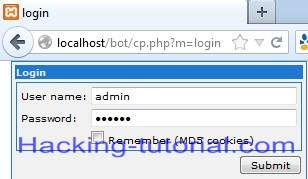 login
localhost/bot/cp.php?m=login
Login
User name: admin
Password: ••••••
Remember (MD5 cookies)
Hacking-tutorial.com
Submit